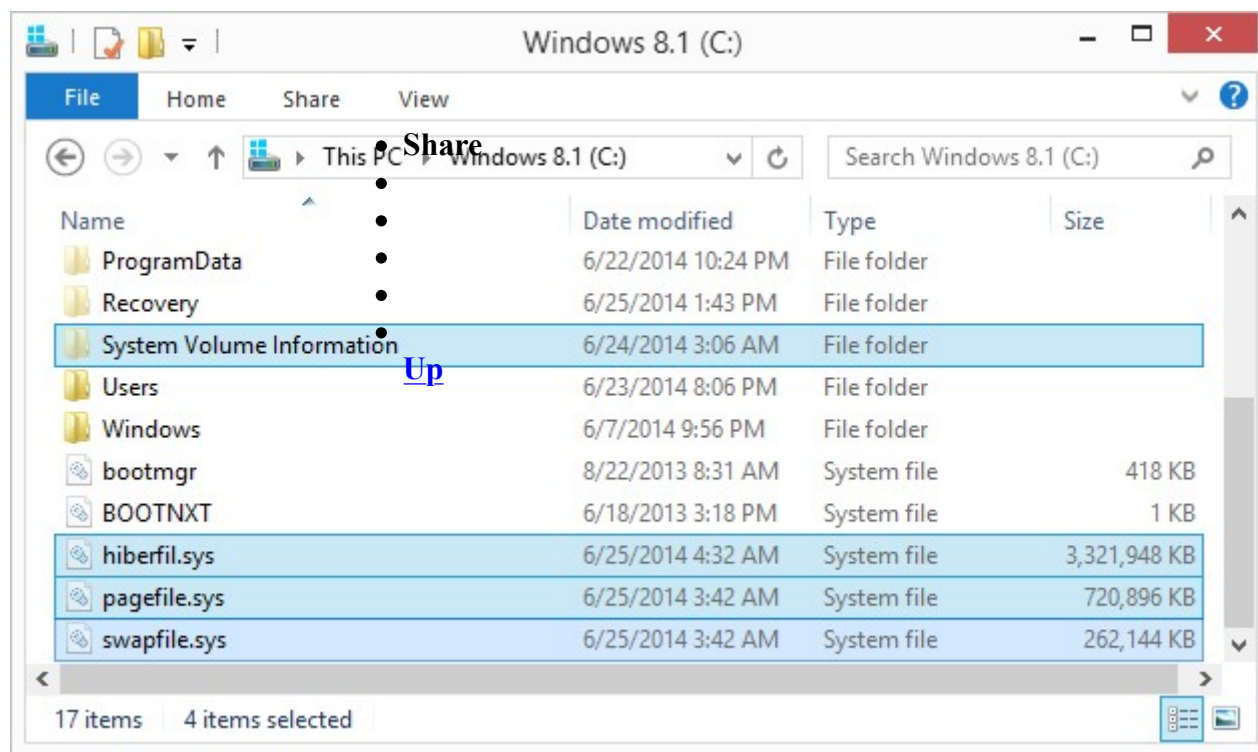 Windows 8.1 (C:)
File Home Share View
• Share
This PC Windows 8.1 (C:) Search Windows 8.1 (C:)
•
Name Date modified Type Size
•
ProgramData 6/22/2014 10:24 PM File folder
•
Recovery 6/25/2014 1:43 PM File folder
•
System Volume Information 6/24/2014 3:06 AM File folder
•
Up
Users 6/23/2014 8:06 PM File folder
Windows 6/7/2014 9:56 PM File folder
bootmgr 8/22/2013 8:31 AM System file 418 KB
BOOTNXT 6/18/2013 3:18 PM System file 1 KB
hiberfil.sys 6/25/2014 4:32 AM System file 3,321,948 KB
pagefile.sys 6/25/2014 3:42 AM System file 720,896 KB
swapfile.sys 6/25/2014 3:42 AM System file 262,144 KB
17 items 4 items selected